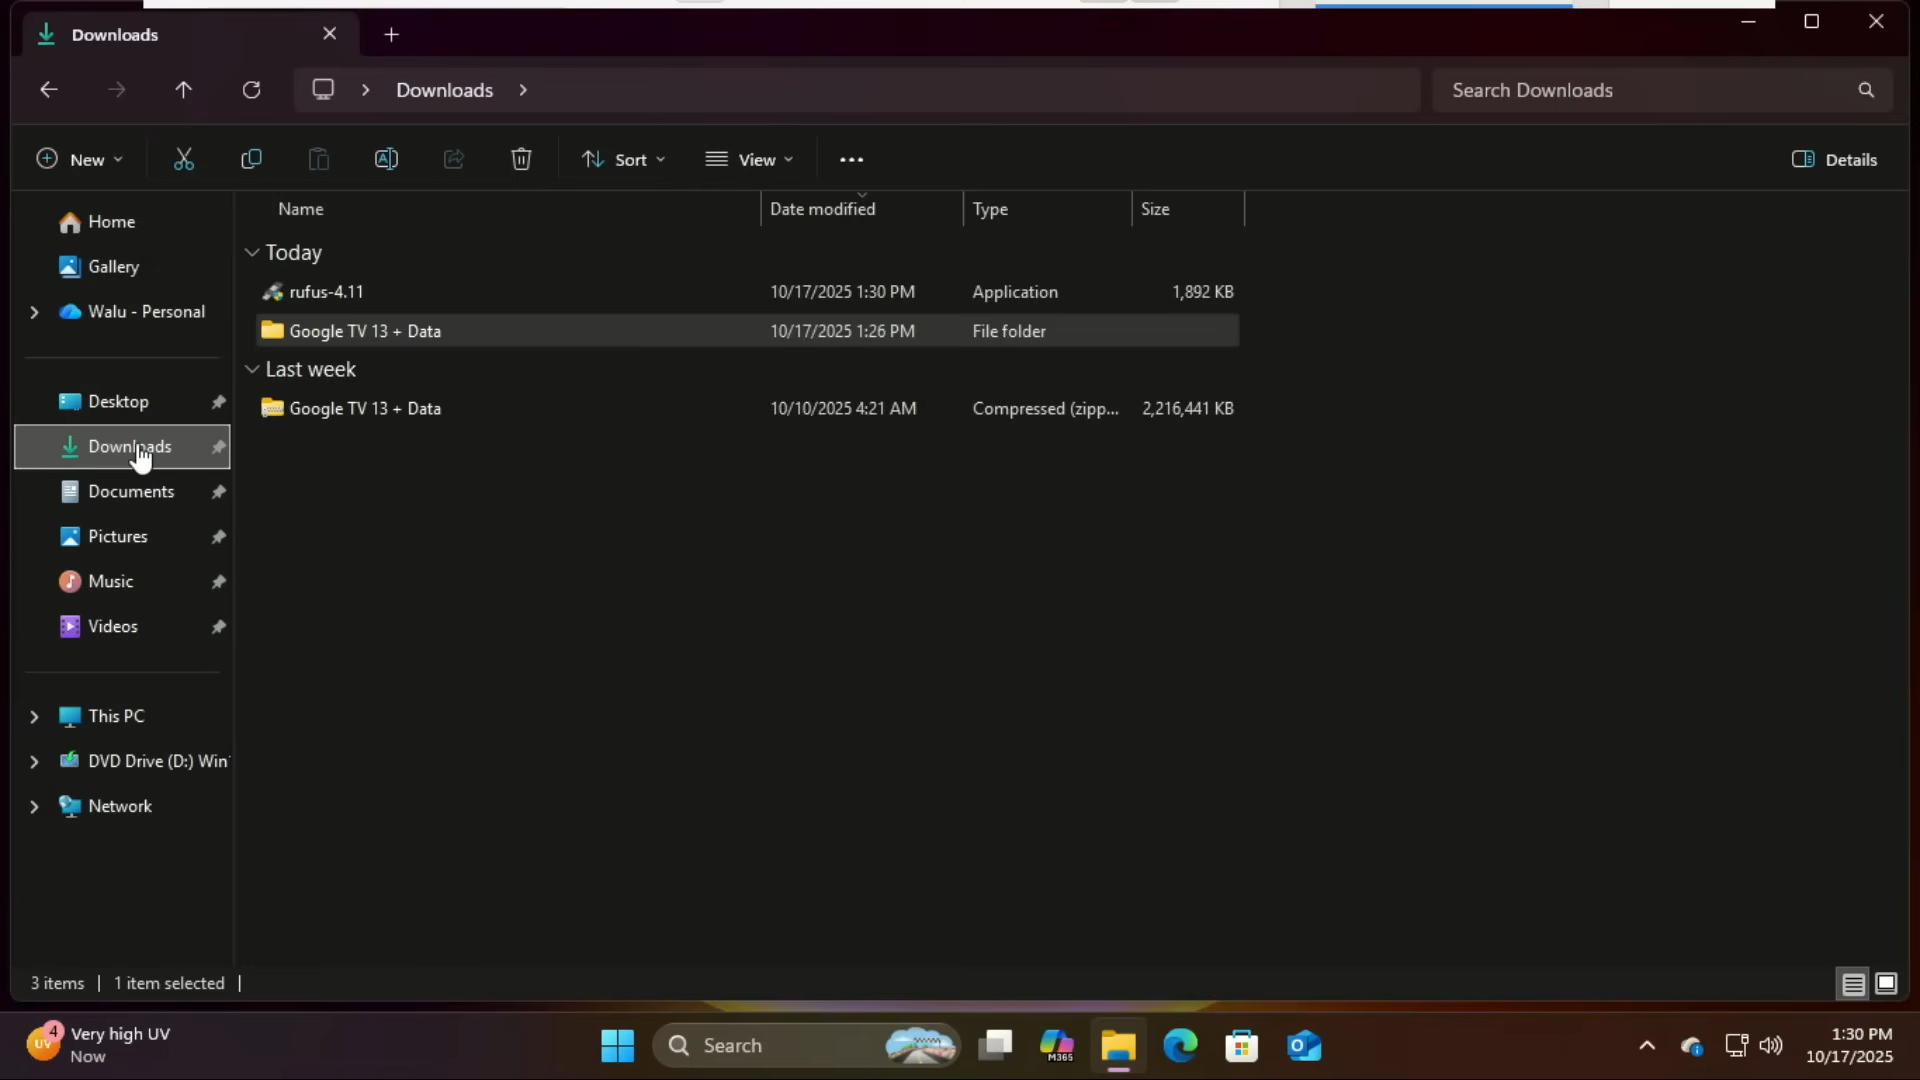 Downloads
Downloads
Search Downloads
New
Sort
View
Details
Home
Gallery
Walu - Personal
Desktop
Downloads
Documents
Pictures
Music
Videos
This PC
DVD Drive (D:) Win
Network
Name Date modified Type Size
Today
rufus-4.11 10/17/2025 1:30 PM Application 1,892 KB
Google TV 13 + Data 10/17/2025 1:26 PM File folder
Last week
Google TV 13 + Data 10/10/2025 4:21 AM Compressed (zipp... 2,216,441 KB
3 items | 1 item selected |
4
UV
Very high UV
Now
Search
M365
1:30 PM
10/17/2025